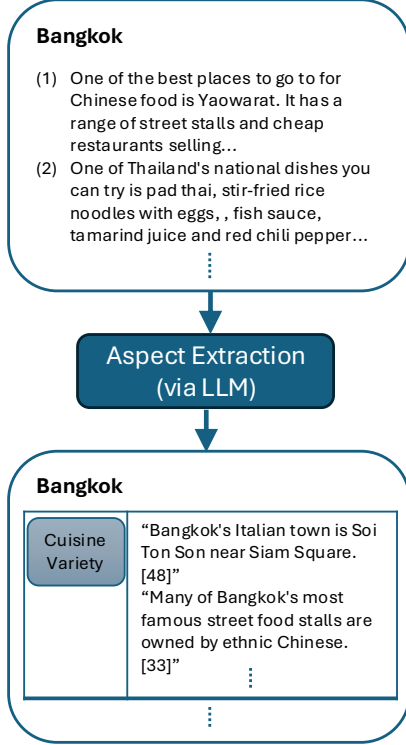 Bangkok
(1) One of the best places to go to for
Chinese food is Yaowarat. It has a
range of street stalls and cheap
restaurants selling...
(2) One of Thailand's national dishes you
can try is pad thai, stir-fried rice
noodles with eggs, , fish sauce,
tamarind juice and red chili pepper...
Aspect Extraction
(via LLM)
Bangkok
Cuisine
Variety
“Bangkok's Italian town is Soi
Ton Son near Siam Square.
[48]”
“Many of Bangkok's most
famous street food stalls are
owned by ethnic Chinese.
[33]”